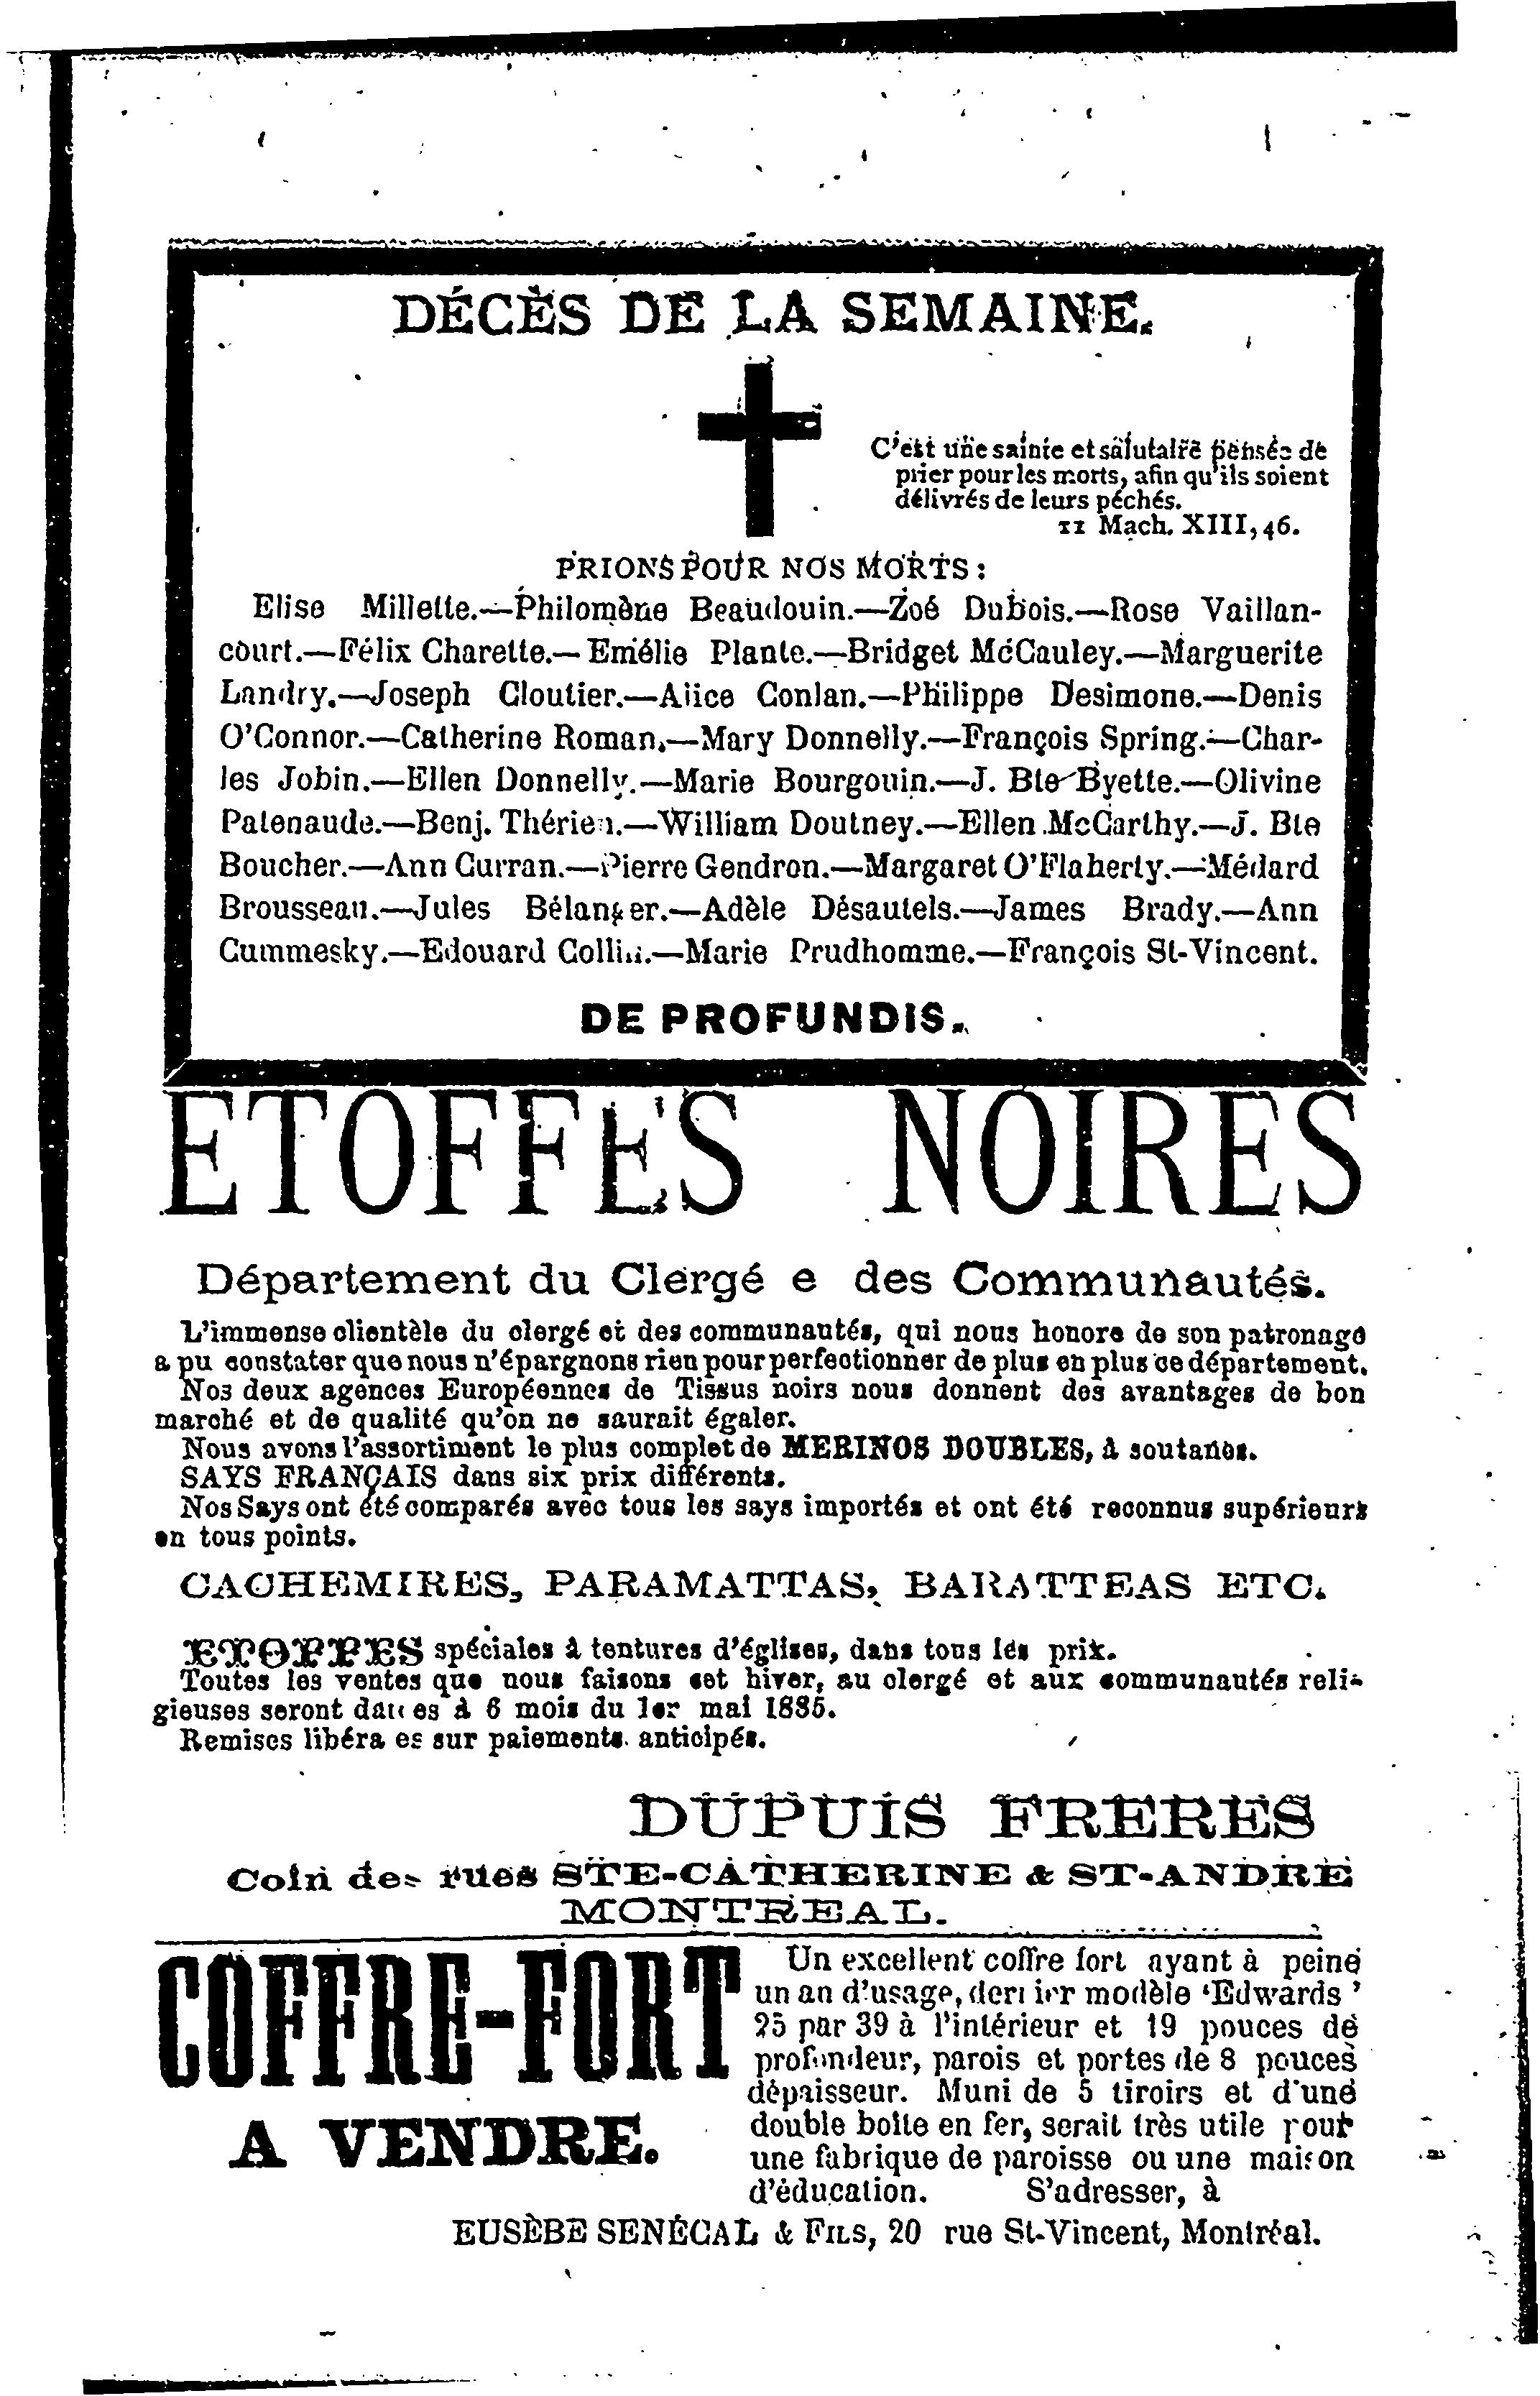 DÉCÈS DE LA SEMAINE.
C'est une sainte et salutaire pensée de
prier pour les morts, afin qu'ils soient
délivrés de leurs péchés.
II Mach. XIII, 46.
PRIONS POUR NOS MORTS :
Elise Millette.—Philomène Beaudouin.—Zoé Dubois.—Rose Vaillan-
court.—Félix Charette.—Emélie Plante.—Bridget McCauley.—Marguerite
Landry.—Joseph Cloutier.—Alice Conlan.—Philippe Desimone.—Denis
O'Connor.—Catherine Roman.—Mary Donnelly.—François Spring.—Char-
les Jobin.—Ellen Donnelly.—Marie Bourgouin.—J. Bte Byette.—Olivine
Patenaude.—Benj. Thérien.—William Doutney.—Ellen McCarthy.—J. Bte
Boucher.—Ann Curran.—Pierre Gendron.—Margaret O'Flaherty.—Médard
Brousseau.—Jules Bélanger.—Adèle Désautels.—James Brady.—Ann
Cummesky.—Edouard Collin.—Marie Prudhomme.—François St-Vincent.
DE PROFUNDIS.
ETOFFES NOIRES
Département du Clergé e des Communautés.
L'immense clientèle du clergé et des communautés, qui nous honore de son patronage
a pu constater que nous n'épargnons rien pour perfectionner de plus en plus ce département.
Nos deux agences Européennes de Tissus noirs nous donnent des avantages de bon
marché et de qualité qu'on ne saurait égaler.
Nous avons l'assortiment le plus complet de MERINOS DOUBLES, à soutanes.
SAYS FRANÇAIS dans six prix différents.
Nos Says ont été comparés avec tous les says importés et ont été reconnus supérieurs
en tous points.
CACHEMIRES, PARAMATTAS, BARATTEAS ETC.
ETOFFES spéciales à tentures d'églises, dans tous les prix.
Toutes les ventes que nous faisons cet hiver, au clergé et aux communautés reli-
gieuses seront datées à 6 mois du 1er mai 1885.
Remises libéra es sur paiements anticipés.
DUPUIS FRERES
Coin des rues STE-CATHERINE & ST-ANDRE
MONTREAL.
COFFRE-FORT
A VENDRE.
Un excellent coffre fort ayant à peine
un an d'usage, dernier modèle 'Edwards'
25 par 39 à l'intérieur et 19 pouces de
profondeur, parois et portes de 8 pouces
dépaisseur. Muni de 5 tiroirs et d'une
double boite en fer, serait très utile pour
une fabrique de paroisse ou une maison
d'éducation. S'adresser, à
EUSÈBE SENÉCAL & FILS, 20 rue St-Vincent, Montréal.